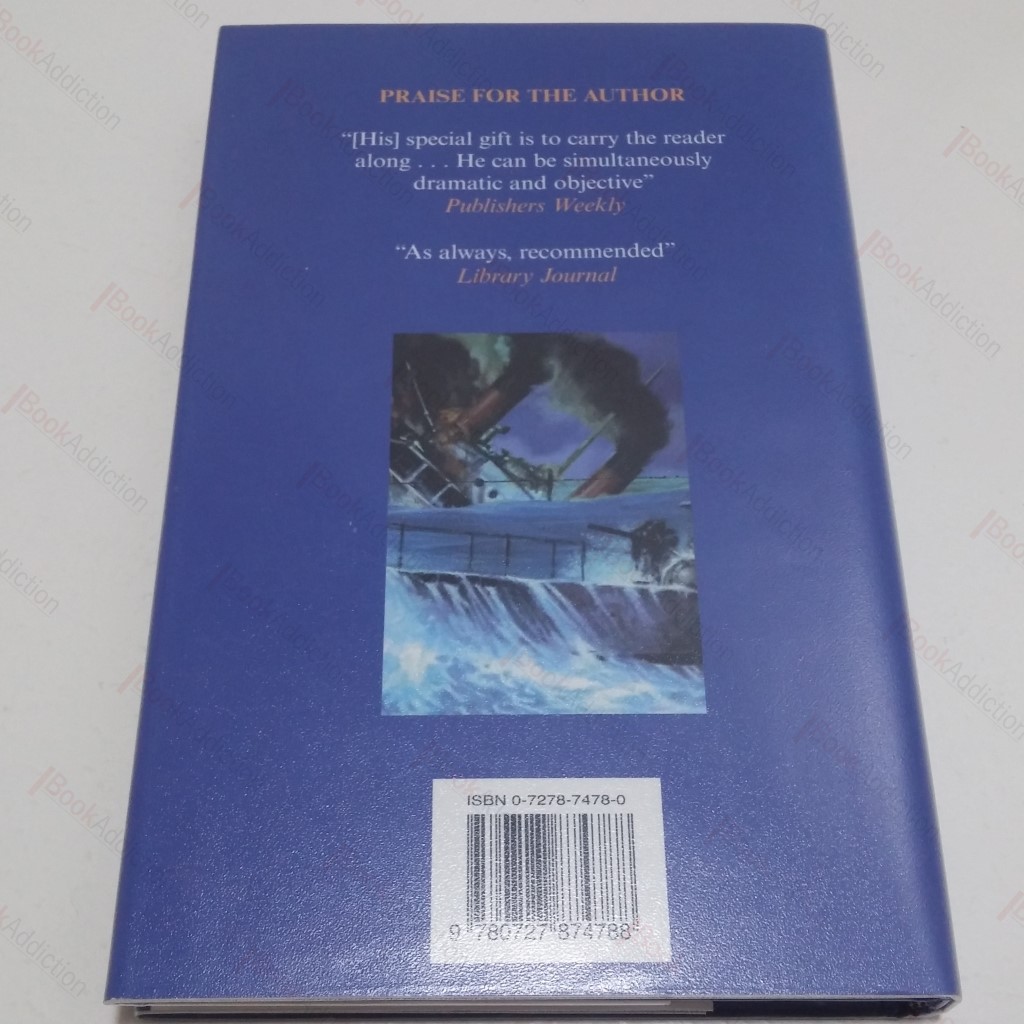 PRAISE FOR THE AUTHOR
“[His] special gift is to carry the reader
along . . . He can be simultaneously
dramatic and objective”
Publishers Weekly
“As always, recommended”
Library Journal
ISBN 0-7278-7478-0
9 780727 874788
BookAddiction